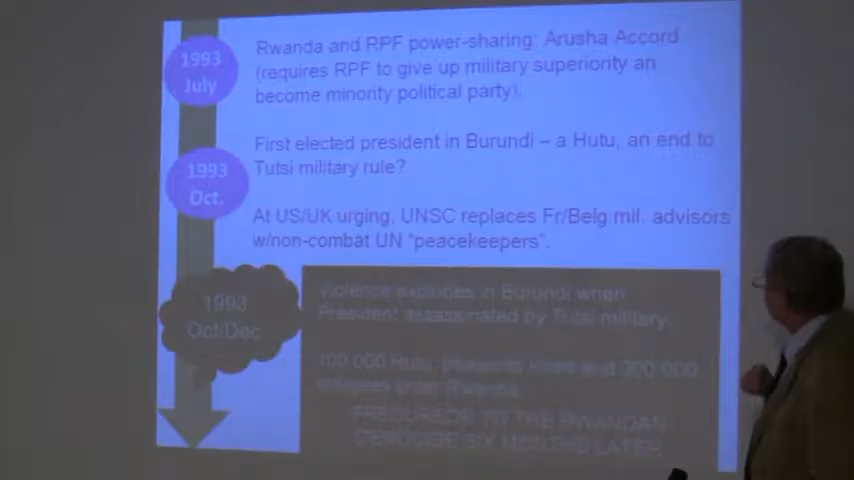 1993
July
Rwanda and RPF power-sharing: Arusha Accord
(requires RPF to give up military superiority an
become minority political party).
First elected president in Burundi – a Hutu, an end to
Tutsi military rule?
1993
Oct.
At US/UK urging, UNSC replaces Fr/Belg mil. advisors
w/non-combat UN "peacekeepers".
1993
Oct/Dec
Violence explodes in Burundi when
President assassinated by Tutsi military
100,000 Hutu peasants killed and 300,000
refugees enter Rwanda.
PRECURSOR TO THE RWANDAN
GENOCIDE SIX MONTHS LATER